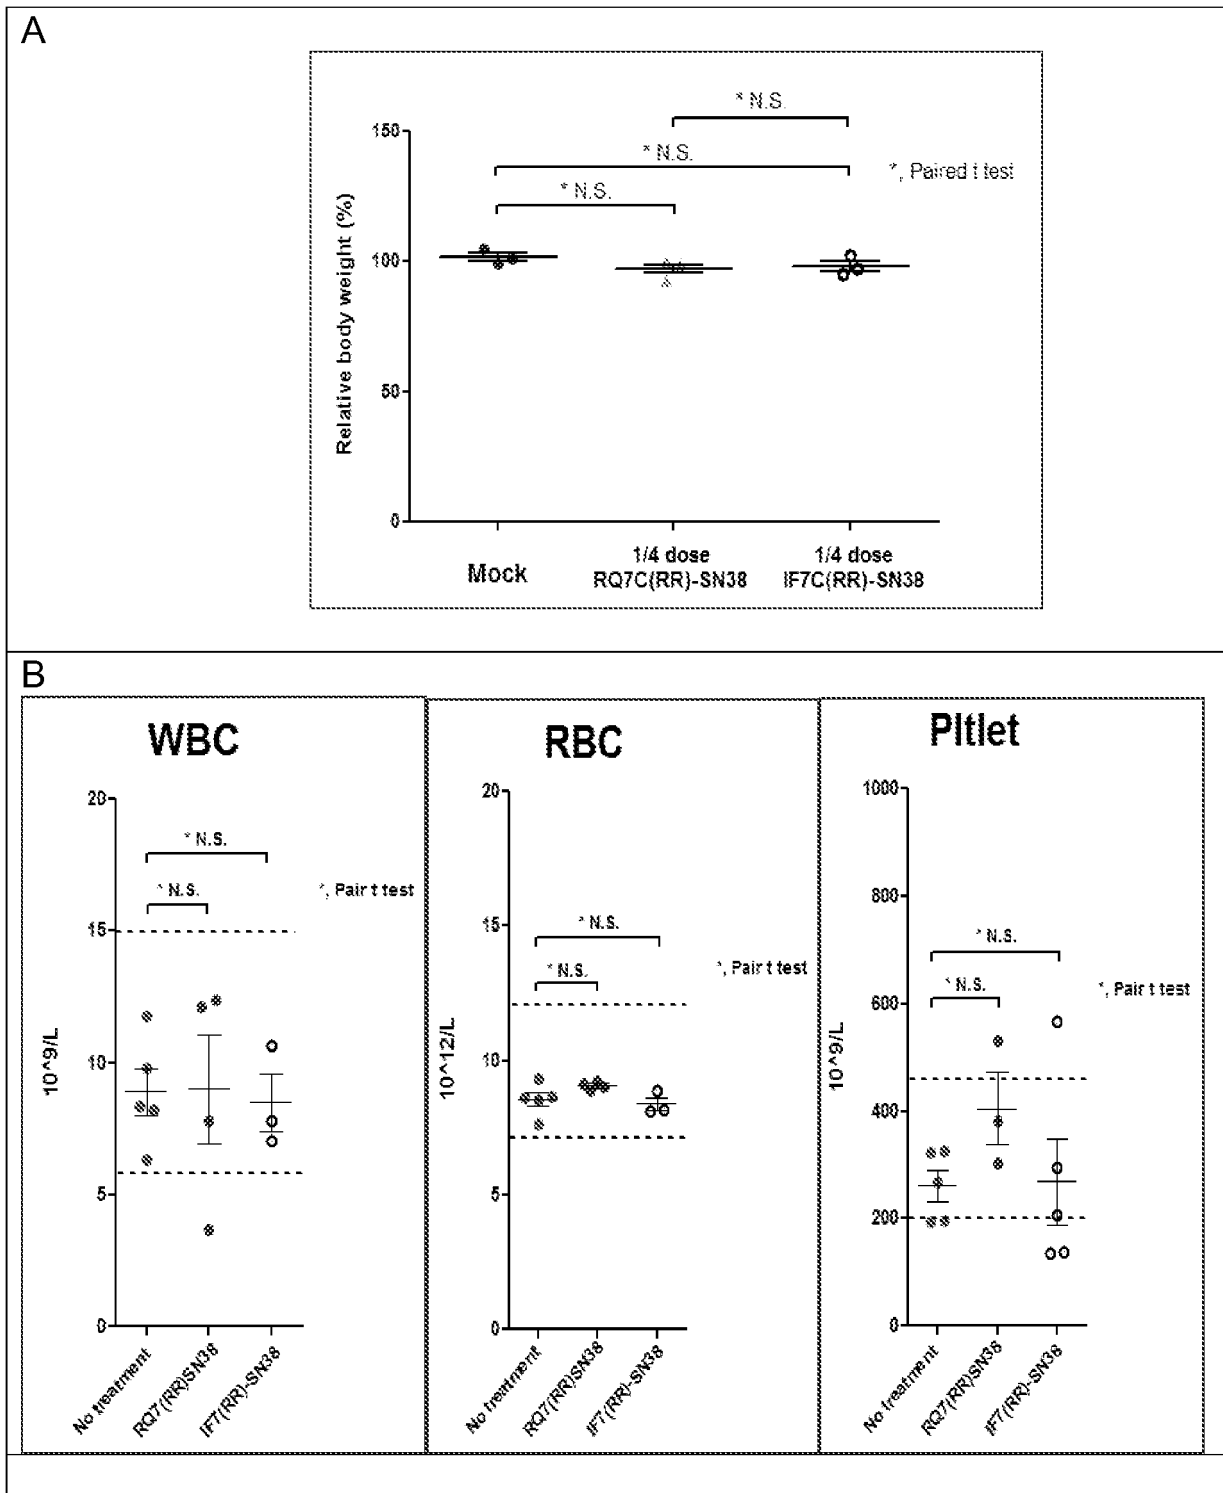 A
* N.S.
* N.S.
* N.S.
*, Paired t test
Relative body weight (%)
150
100
50
0
Mock
1/4 dose
RQ7C(RR)-SN38
1/4 dose
IF7C(RR)-SN38
B
WBC
20
15
10
5
0
10^9/L
* N.S.
* N.S.
*, Pair t test
No treatment
RQ7(RR)SN38
IF7(RR)-SN38
RBC
20
15
10
5
0
10^12/L
* N.S.
* N.S.
*, Pair t test
No treatment
RQ7(RR)SN38
IF7(RR)-SN38
Pltlet
1000
800
600
400
200
0
10^9/L
* N.S.
* N.S.
*, Pair t test
No treatment
RQ7(RR)SN38
IF7(RR)-SN38